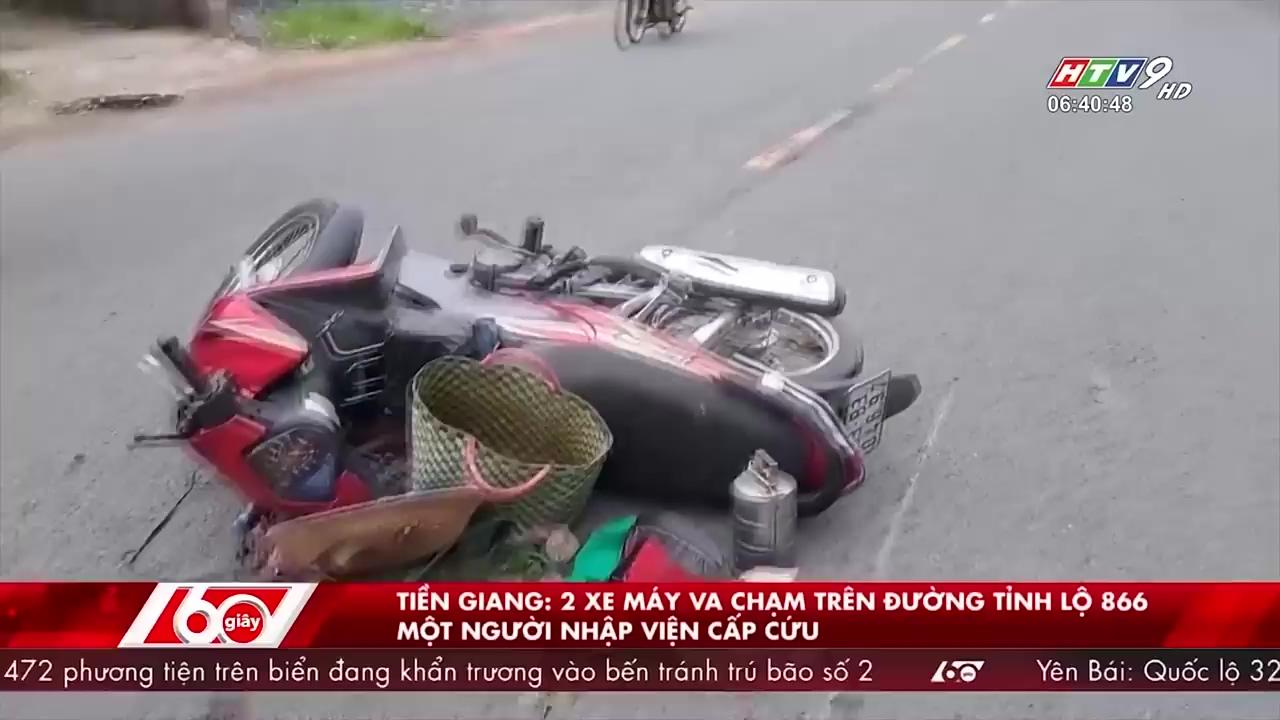 HTV9 HD
06:40:48
60 giây
TIỀN GIANG: 2 XE MÁY VA CHẠM TRÊN ĐƯỜNG TỈNH LỘ 866
MỘT NGƯỜI NHẬP VIỆN CẤP CỨU
472 phương tiện trên biển đang khẩn trương vào bến tránh trú bão số 2
60 giây
Yên Bái: Quốc lộ 32